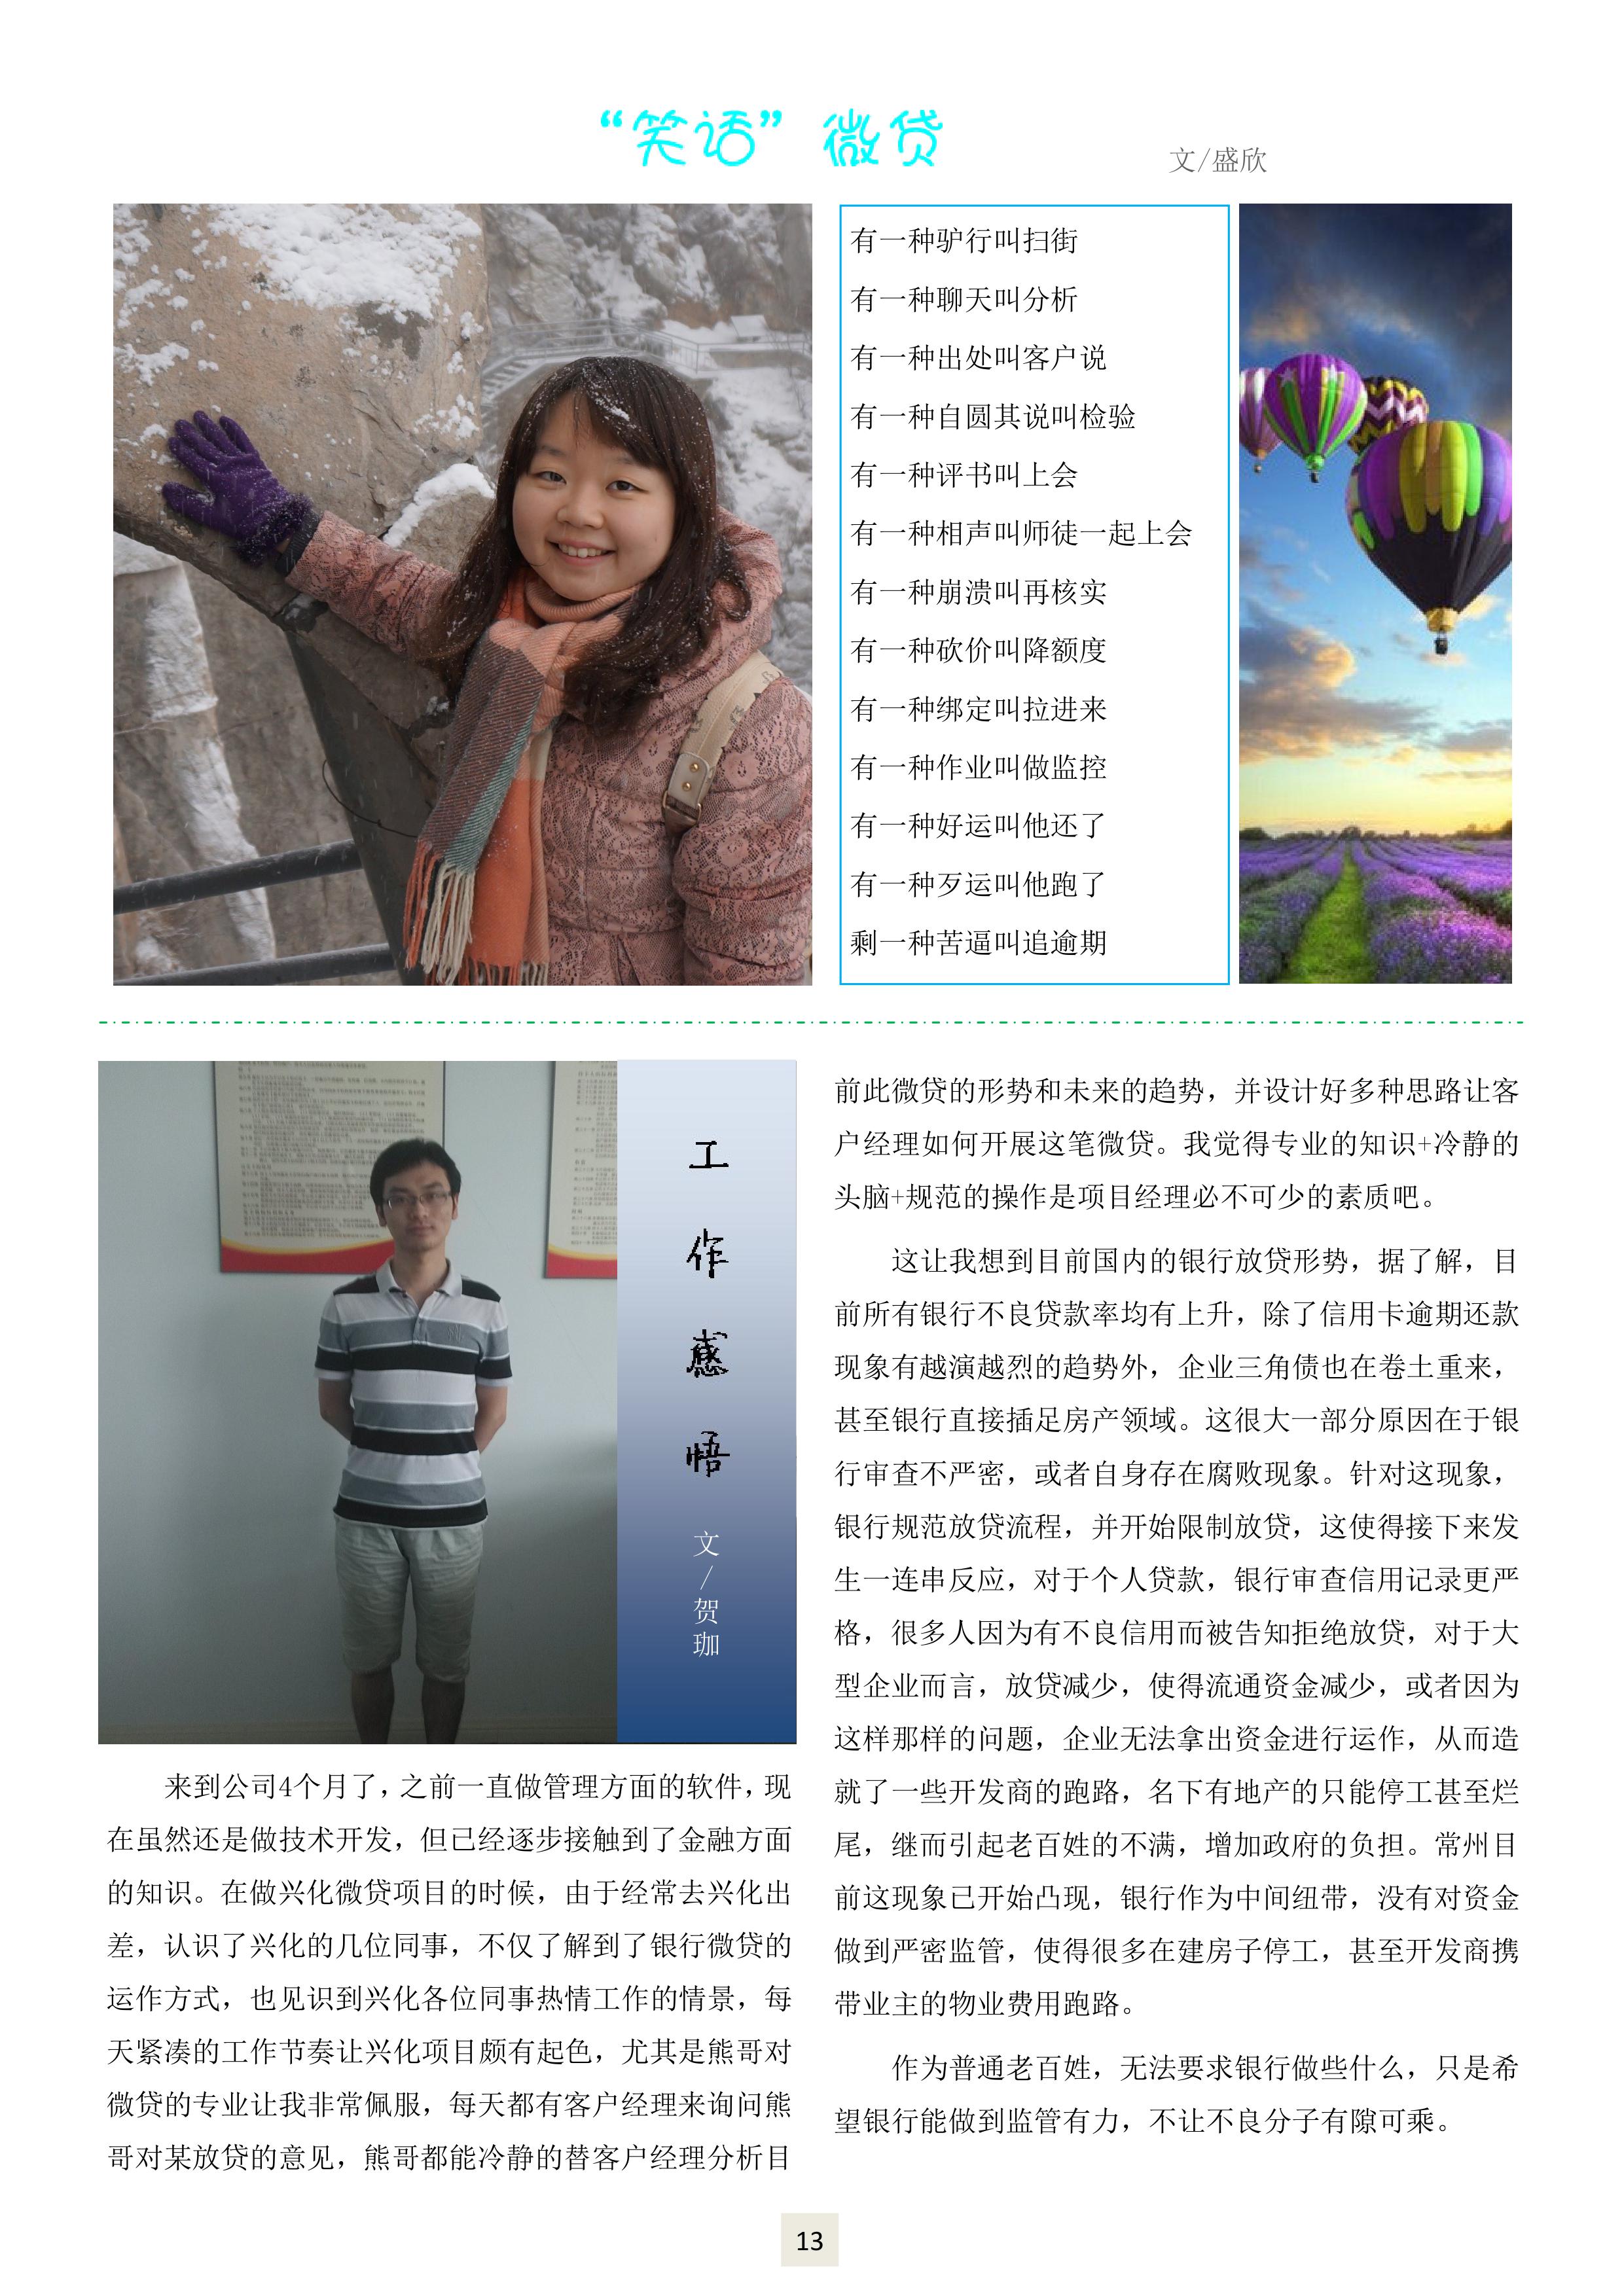 “笑话”微贷
文/盛欣
有一种驴行叫扫街
有一种聊天叫分析
有一种出处叫客户说
有一种自圆其说叫检验
有一种评书叫上会
有一种相声叫师徒一起上会
有一种崩溃叫再核实
有一种砍价叫降额度
有一种绑定叫拉进来
有一种作业叫做监控
有一种好运叫他还了
有一种歹运叫他跑了
剩一种苦逼叫追逾期
工作感悟
文/贺珈
来到公司4个月了，之前一直做管理方面的软件，现
在虽然还是做技术开发，但已经逐步接触到了金融方面
的知识。在做兴化微贷项目的时候，由于经常去兴化出
差，认识了兴化的几位同事，不仅了解到了银行微贷的
运作方式，也见识到兴化各位同事热情工作的情景，每
天紧凑的工作节奏让兴化项目颇有起色，尤其是熊哥对
微贷的专业让我非常佩服，每天都有客户经理来询问熊
哥对某放贷的意见，熊哥都能冷静的替客户经理分析目
前此微贷的形势和未来的趋势，并设计好多种思路让客
户经理如何开展这笔微贷。我觉得专业的知识+冷静的
头脑+规范的操作是项目经理必不可少的素质吧。
这让我想到目前国内的银行放贷形势，据了解，目
前所有银行不良贷款率均有上升，除了信用卡逾期还款
现象有越演越烈的趋势外，企业三角债也在卷土重来，
甚至银行直接插足房产领域。这很大一部分原因在于银
行审查不严密，或者自身存在腐败现象。针对这现象，
银行规范放贷流程，并开始限制放贷，这使得接下来发
生一连串反应，对于个人贷款，银行审查信用记录更严
格，很多人因为有不良信用而被告知拒绝放贷，对于大
型企业而言，放贷减少，使得流通资金减少，或者因为
这样那样的问题，企业无法拿出资金进行运作，从而造
就了一些开发商的跑路，名下有地产的只能停工甚至烂
尾，继而引起老百姓的不满，增加政府的负担。常州目
前这现象已开始凸现，银行作为中间纽带，没有对资金
做到严密监管，使得很多在建房子停工，甚至开发商携
带业主的物业费用跑路。
作为普通老百姓，无法要求银行做些什么，只是希
望银行能做到监管有力，不让不良分子有隙可乘。
13